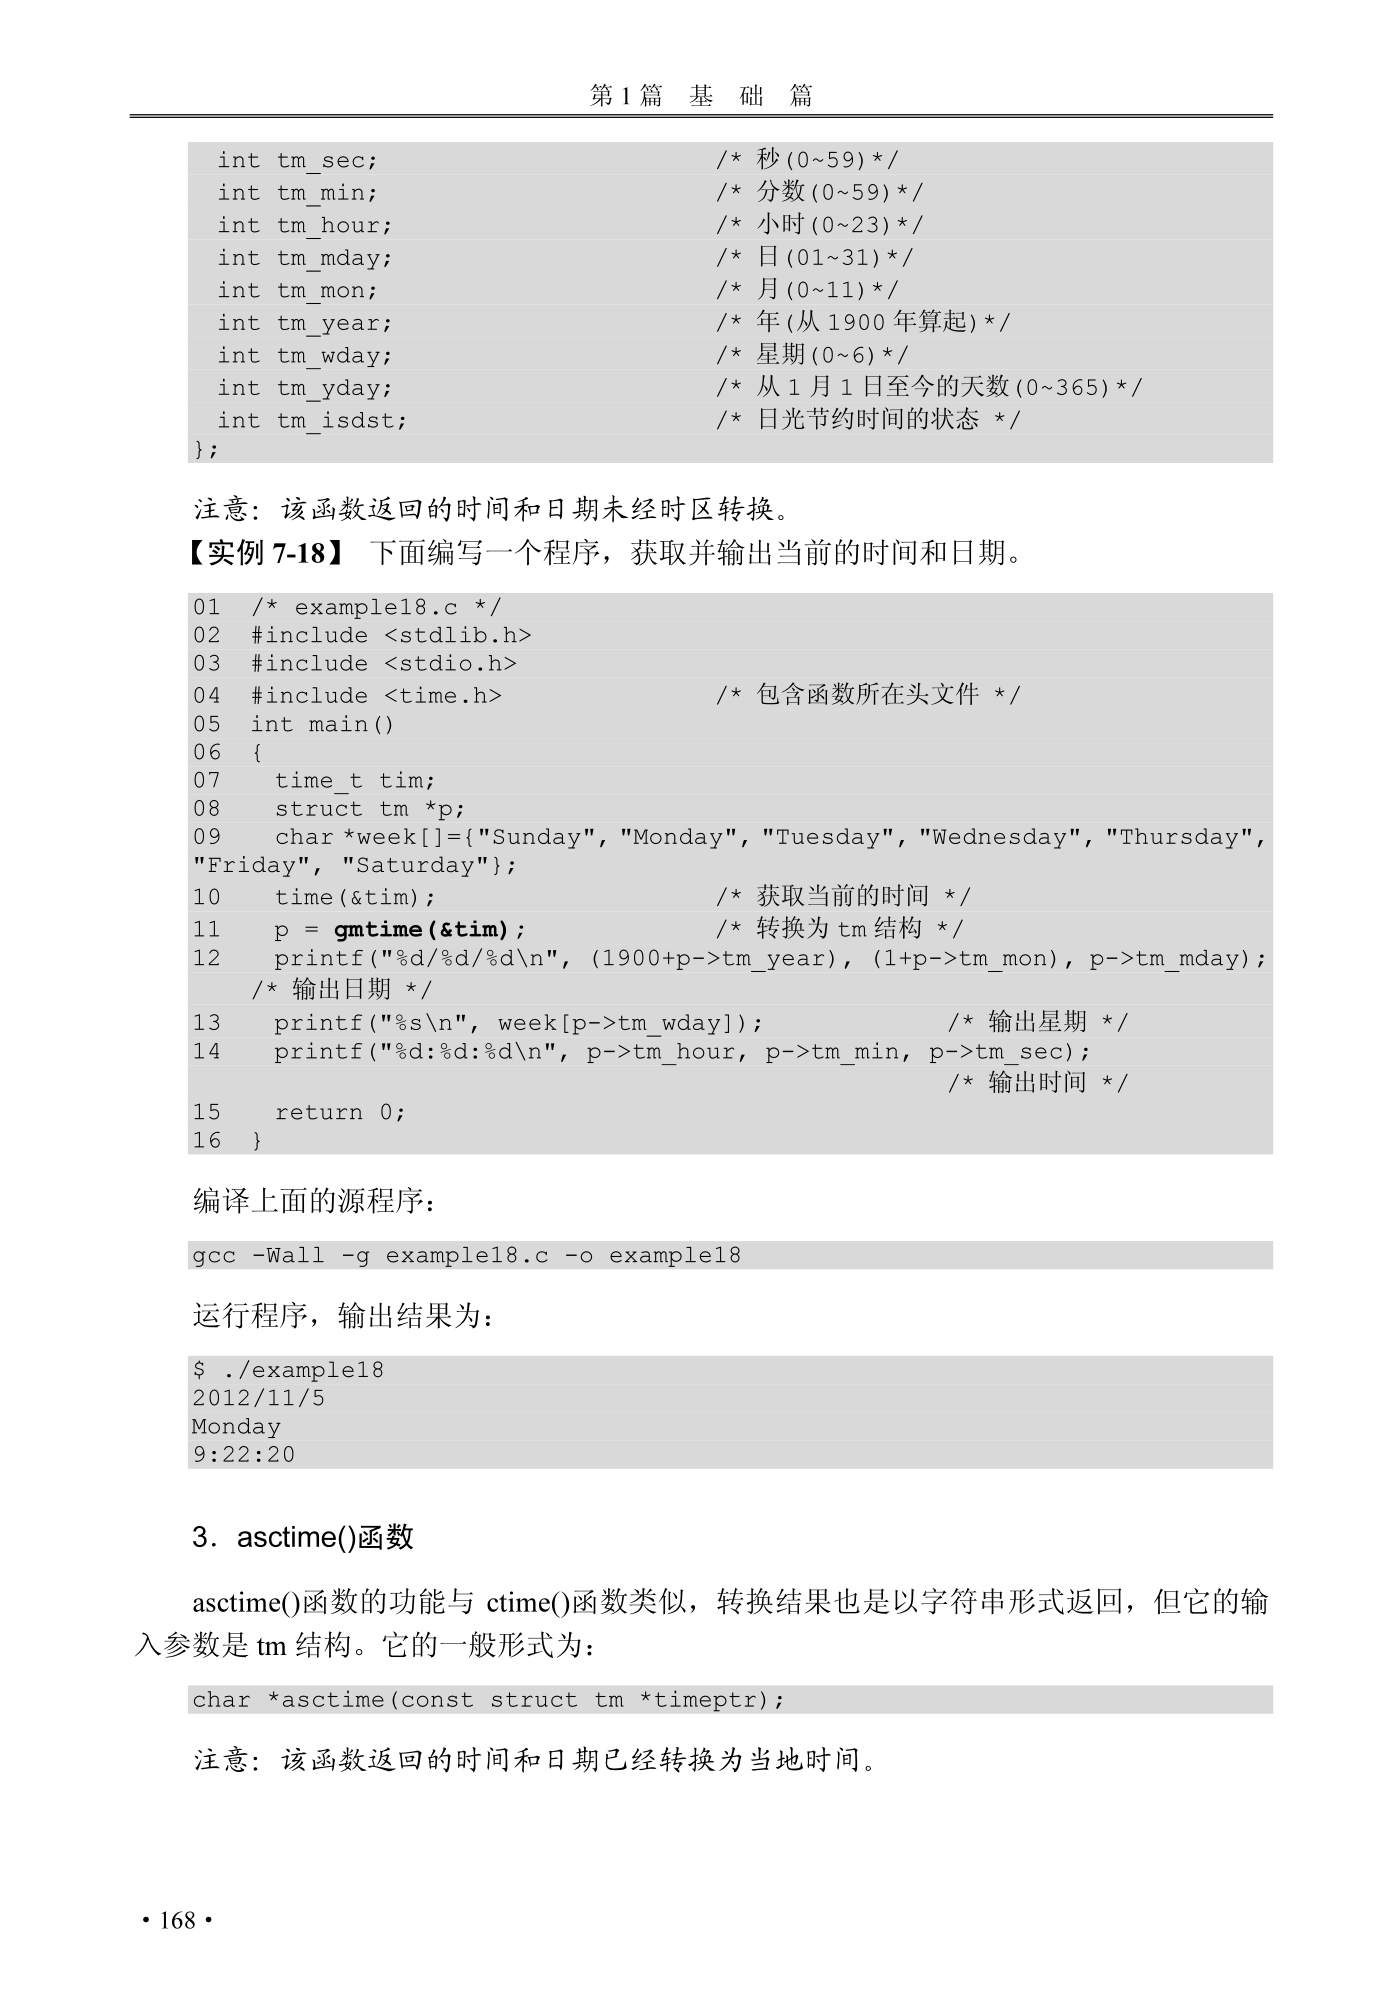 第 1 篇 基 础 篇
int tm_sec; /* 秒(0~59)*/
int tm_min; /* 分数(0~59)*/
int tm_hour; /* 小时(0~23)*/
int tm_mday; /* 日(01~31)*/
int tm_mon; /* 月(0~11)*/
int tm_year; /* 年(从 1900 年算起)*/
int tm_wday; /* 星期(0~6)*/
int tm_yday; /* 从 1 月 1 日至今的天数(0~365)*/
int tm_isdst; /* 日光节约时间的状态 */
};
注意：该函数返回的时间和日期未经时区转换。
【实例 7-18】 下面编写一个程序，获取并输出当前的时间和日期。
01 /* example18.c */
02 #include <stdlib.h>
03 #include <stdio.h>
04 #include <time.h> /* 包含函数所在头文件 */
05 int main()
06 {
07 time_t tim;
08 struct tm *p;
09 char *week[]={"Sunday", "Monday", "Tuesday", "Wednesday", "Thursday",
"Friday", "Saturday"};
10 time(&tim); /* 获取当前的时间 */
11 p = gmtime(&tim); /* 转换为 tm 结构 */
12 printf("%d/%d/%d\n", (1900+p->tm_year), (1+p->tm_mon), p->tm_mday);
/* 输出日期 */
13 printf("%s\n", week[p->tm_wday]); /* 输出星期 */
14 printf("%d:%d:%d\n", p->tm_hour, p->tm_min, p->tm_sec);
/* 输出时间 */
15 return 0;
16 }
编译上面的源程序：
gcc -Wall -g example18.c -o example18
运行程序，输出结果为：
$ ./example18
2012/11/5
Monday
9:22:20
3．asctime()函数
asctime()函数的功能与 ctime()函数类似，转换结果也是以字符串形式返回，但它的输
入参数是 tm 结构。它的一般形式为：
char *asctime(const struct tm *timeptr);
注意：该函数返回的时间和日期已经转换为当地时间。
·168·